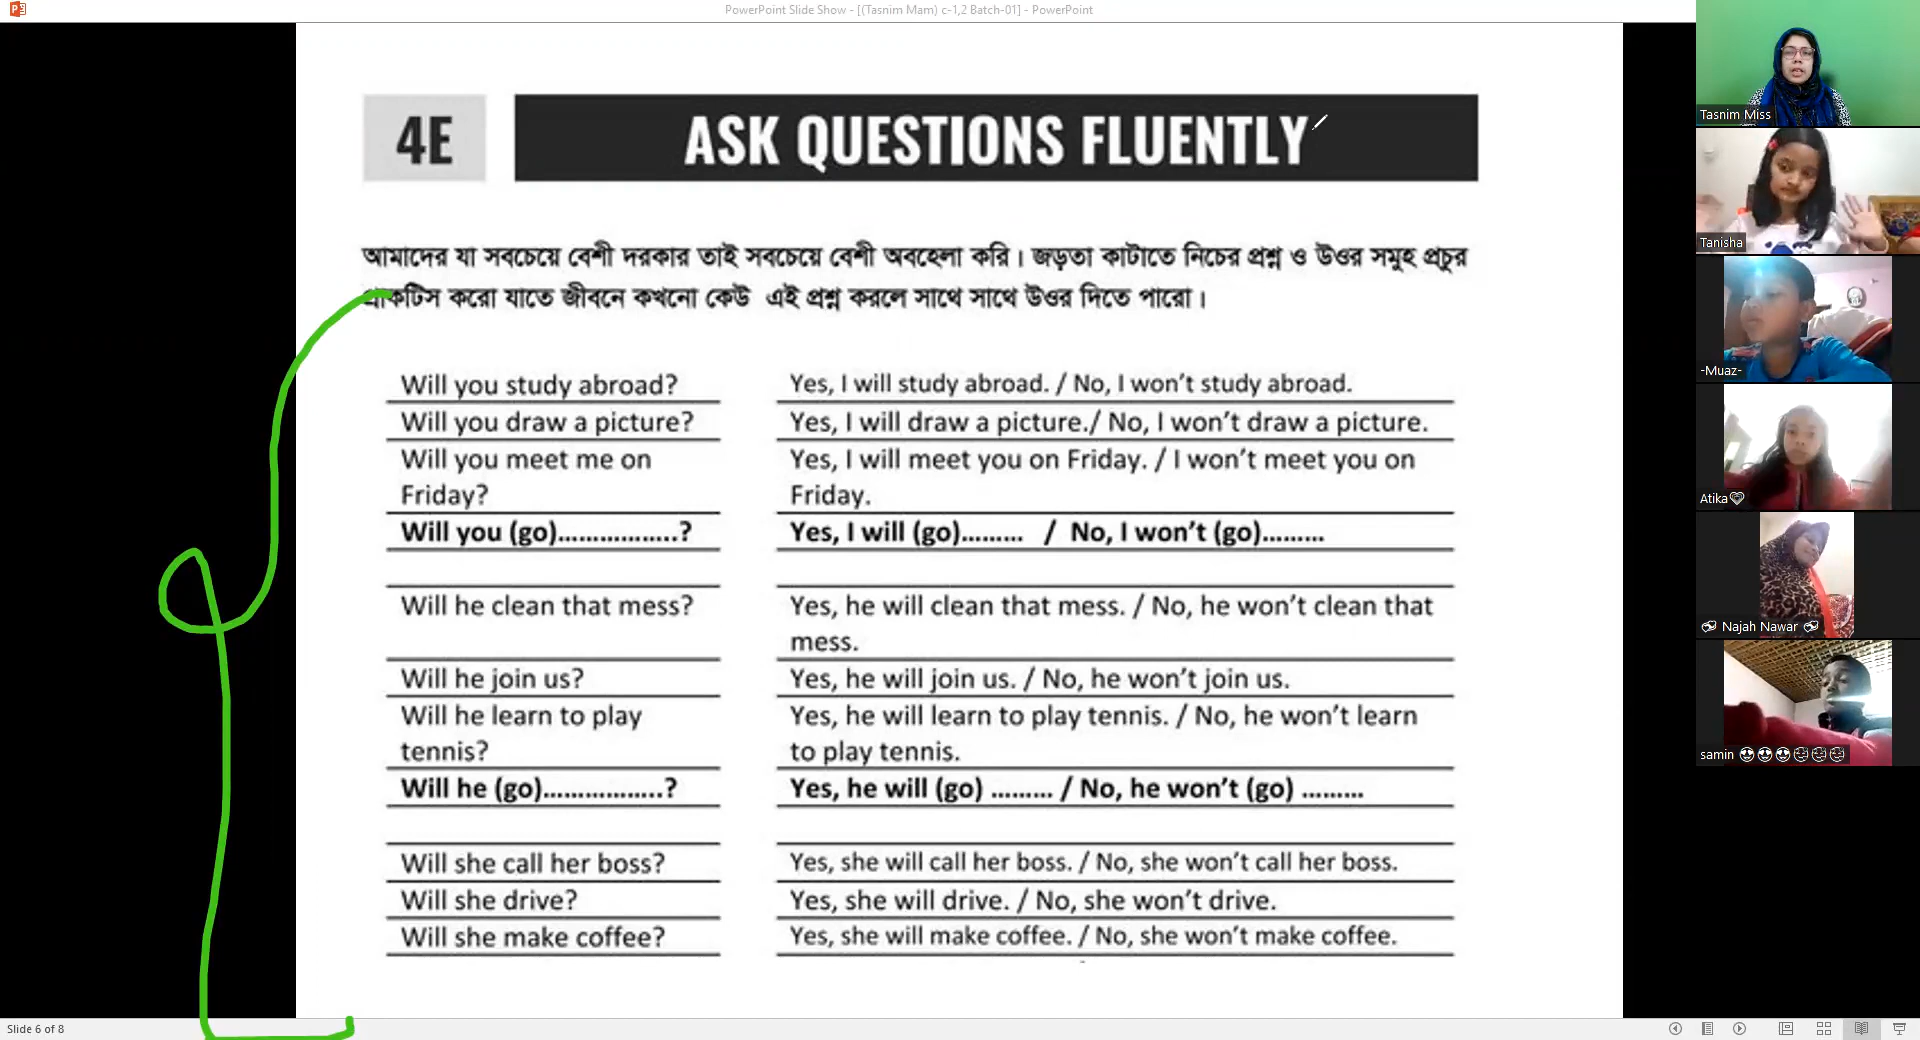 PowerPoint Slide Show - [(Tasnim Mam) c-1,2 Batch-01] - PowerPoint
4E
ASK QUESTIONS FLUENTLY
আমাদের যা সবচেয়ে বেশী দরকার তাই সবচেয়ে বেশী অবহেলা করি। জড়তা কাটাতে নিচের প্রশ্ন ও উওর সমুহ প্রচুর
প্রাকটিস করো যাতে জীবনে কখনো কেউ এই প্রশ্ন করলে সাথে সাথে উওর দিতে পারো।
Will you study abroad? Yes, I will study abroad. / No, I won't study abroad.
Will you draw a picture? Yes, I will draw a picture./ No, I won't draw a picture.
Will you meet me on Yes, I will meet you on Friday. / I won't meet you on
Friday? Friday.
Will you (go)……………..? Yes, I will (go)……… / No, I won't (go)………
Will he clean that mess? Yes, he will clean that mess. / No, he won't clean that
mess.
Will he join us? Yes, he will join us. / No, he won't join us.
Will he learn to play Yes, he will learn to play tennis. / No, he won't learn
tennis? to play tennis.
Will he (go)……………..? Yes, he will (go) ……… / No, he won't (go) ………
Will she call her boss? Yes, she will call her boss. / No, she won't call her boss.
Will she drive? Yes, she will drive. / No, she won't drive.
Will she make coffee? Yes, she will make coffee. / No, she won't make coffee.
Slide 6 of 8
Tasnim Miss
Tanisha
-Muaz-
Atika
Najah Nawar
samin